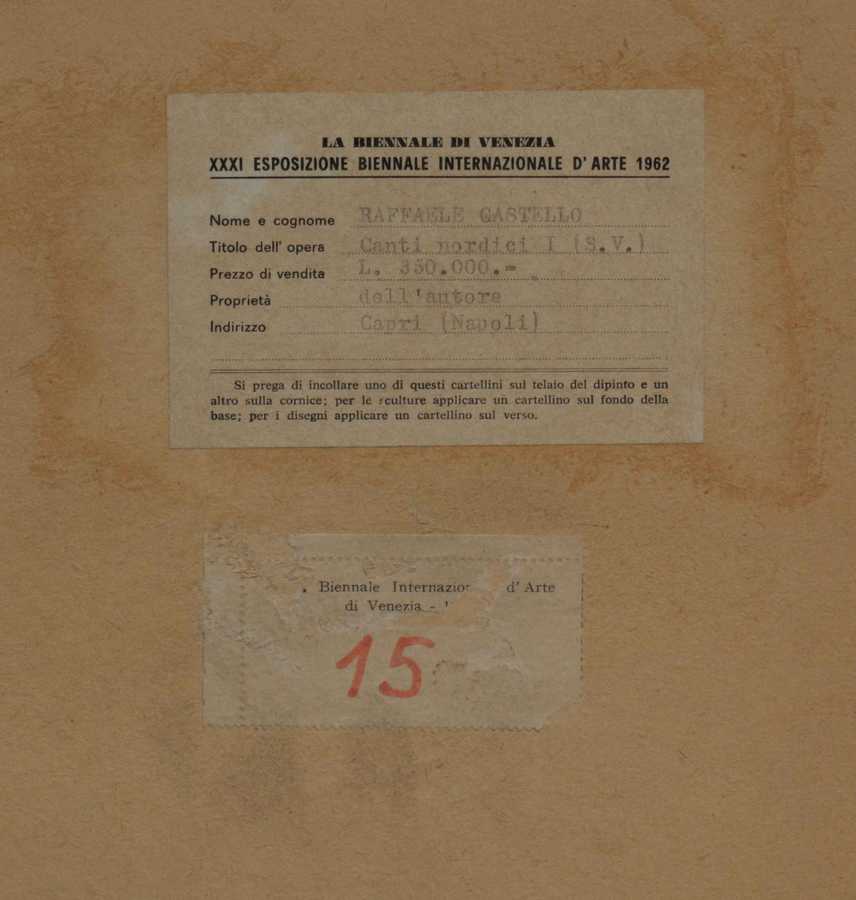 LA BIENNALE DI VENEZIA
XXXI ESPOSIZIONE BIENNALE INTERNAZIONALE D'ARTE 1962
Nome e cognome RAFFAELE CASTELLO
Titolo dell'opera Canti nordici I (S.V.)
Prezzo di vendita L. 350.000.=
Proprietà dell'autore
Indirizzo Capri (Napoli)
Si prega di incollare uno di questi cartellini sul telaio del dipinto e un
altro sulla cornice; per le sculture applicare un cartellino sul fondo della
base; per i disegni applicare un cartellino sul verso.
. Biennale d'Arte
di Venezia -
15